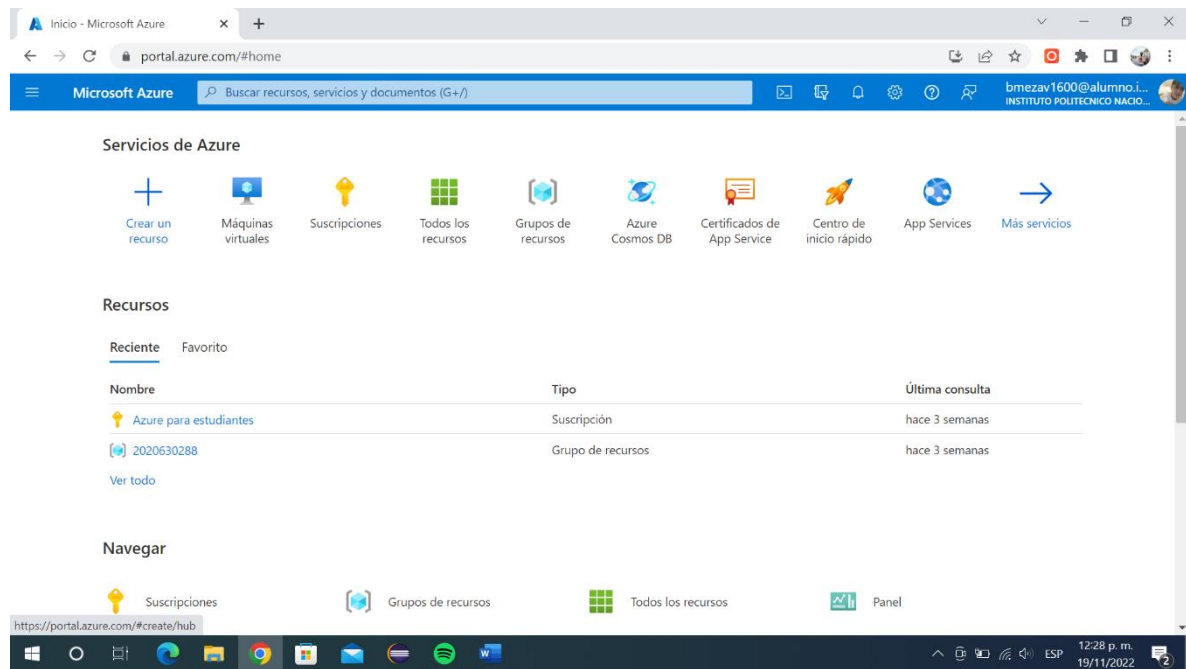 Inicio - Microsoft Azure
portal.azure.com/#home
Microsoft Azure
Buscar recursos, servicios y documentos (G+/)
bmezav1600@alumno.i...
INSTITUTO POLITECNICO NACIO...
Servicios de Azure
Crear un recurso
Máquinas virtuales
Suscripciones
Todos los recursos
Grupos de recursos
Azure Cosmos DB
Certificados de App Service
Centro de inicio rápido
App Services
Más servicios
Recursos
Reciente Favorito
Nombre Tipo Última consulta
Azure para estudiantes Suscripción hace 3 semanas
2020630288 Grupo de recursos hace 3 semanas
Ver todo
Navegar
Suscripciones Grupos de recursos Todos los recursos Panel
https://portal.azure.com/#create/hub
ESP
12:28 p. m.
19/11/2022
2